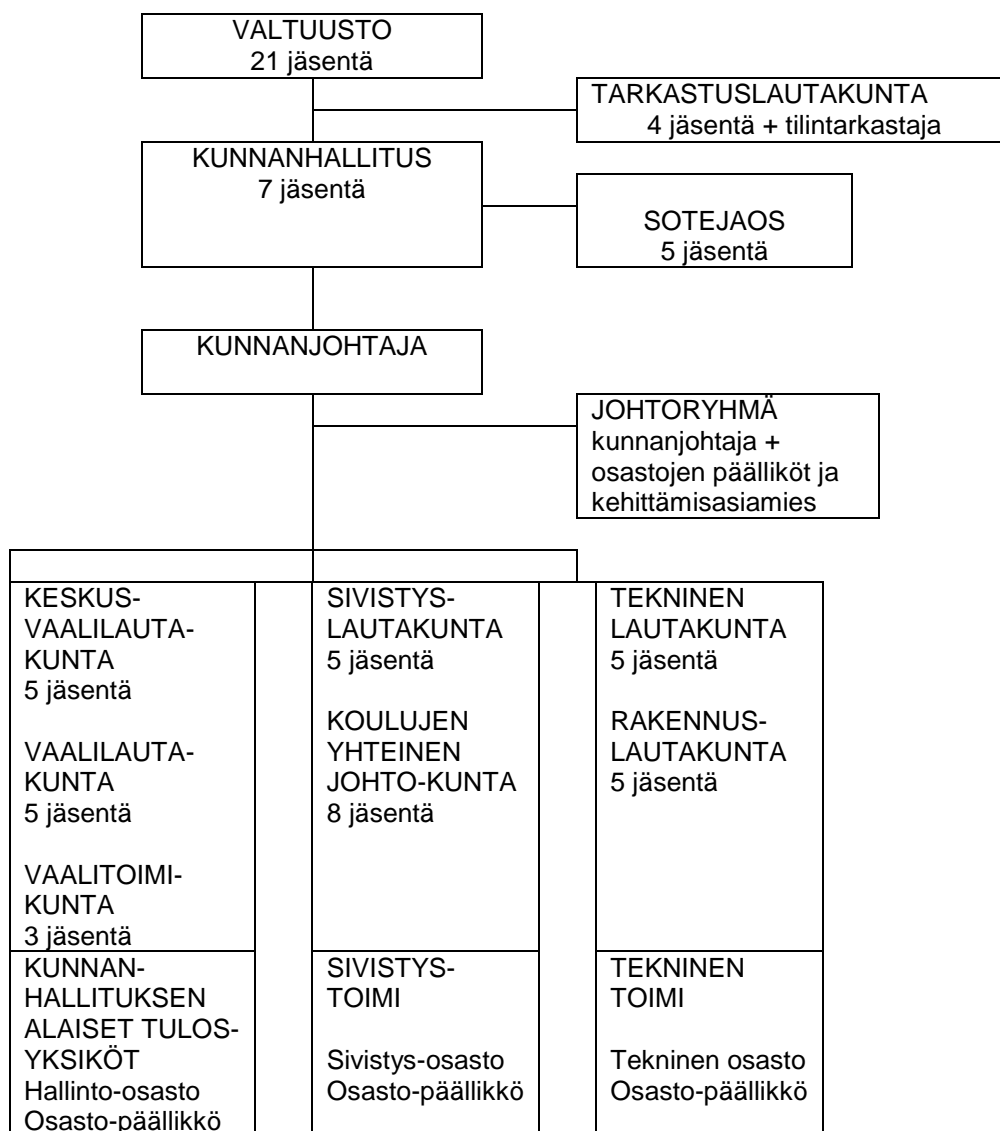 VALTUUSTO
21 jäsentä
TARKASTUSLAUTAKUNTA
4 jäsentä + tilintarkastaja
KUNNANHALLITUS
7 jäsentä
SOTEJAOS
5 jäsentä
KUNNANJOHTAJA
JOHTORYHMÄ
kunnanjohtaja +
osastojen päälliköt ja
kehittämisasiamies
KESKUS-
VAALILAUTA-
KUNTA
5 jäsentä
VAALILAUTA-
KUNTA
5 jäsentä
VAALITOIMI-
KUNTA
3 jäsentä
SIVISTYS-
LAUTAKUNTA
5 jäsentä
KOULUJEN
YHTEINEN
JOHTO-KUNTA
8 jäsentä
TEKNINEN
LAUTAKUNTA
5 jäsentä
RAKENNUS-
LAUTAKUNTA
5 jäsentä
KUNNAN-
HALLITUKSEN
ALAISET TULOS-
YKSIKÖT
Hallinto-osasto
Osasto-päällikkö
SIVISTYS-
TOIMI
Sivistys-osasto
Osasto-päällikkö
TEKNINEN
TOIMI
Tekninen osasto
Osasto-päällikkö